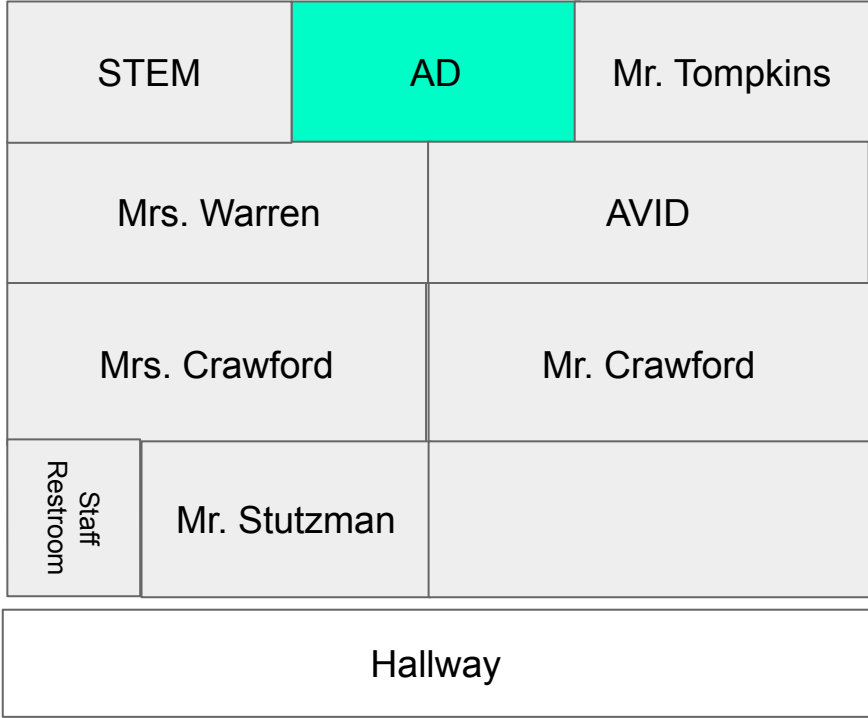 STEM
AD
Mr. Tompkins
Mrs. Warren
AVID
Mrs. Crawford
Mr. Crawford
Staff
Restroom
Mr. Stutzman
Hallway